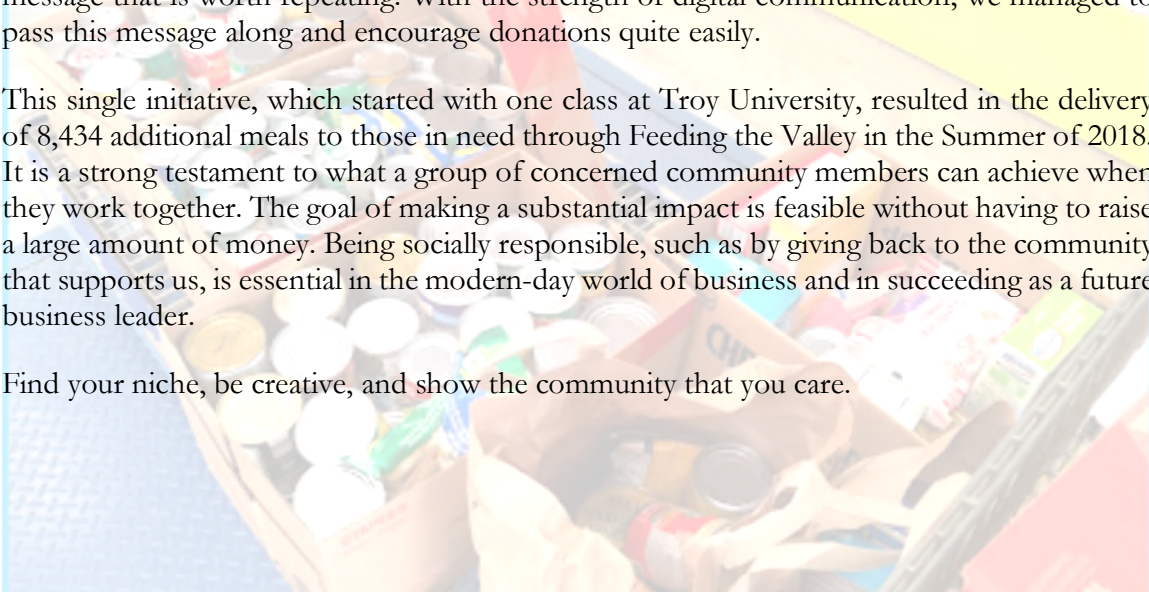 message that is worth repeating. With the strength of digital communication, we managed to
pass this message along and encourage donations quite easily.
This single initiative, which started with one class at Troy University, resulted in the delivery
of 8,434 additional meals to those in need through Feeding the Valley in the Summer of 2018.
It is a strong testament to what a group of concerned community members can achieve when
they work together. The goal of making a substantial impact is feasible without having to raise
a large amount of money. Being socially responsible, such as by giving back to the community
that supports us, is essential in the modern-day world of business and in succeeding as a future
business leader.
Find your niche, be creative, and show the community that you care.